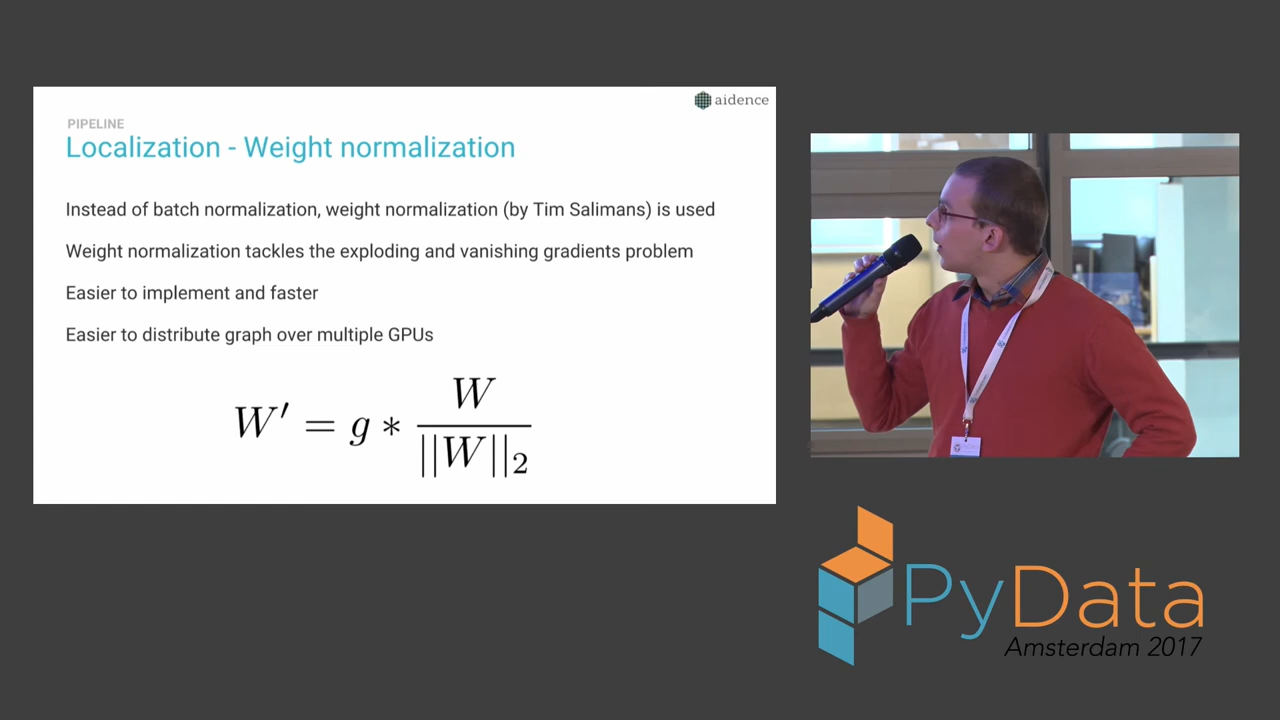 aidence
PIPELINE
Localization - Weight normalization
Instead of batch normalization, weight normalization (by Tim Salimans) is used
Weight normalization tackles the exploding and vanishing gradients problem
Easier to implement and faster
Easier to distribute graph over multiple GPUs
W' = g * W / ||W||₂
PyData
Amsterdam 2017